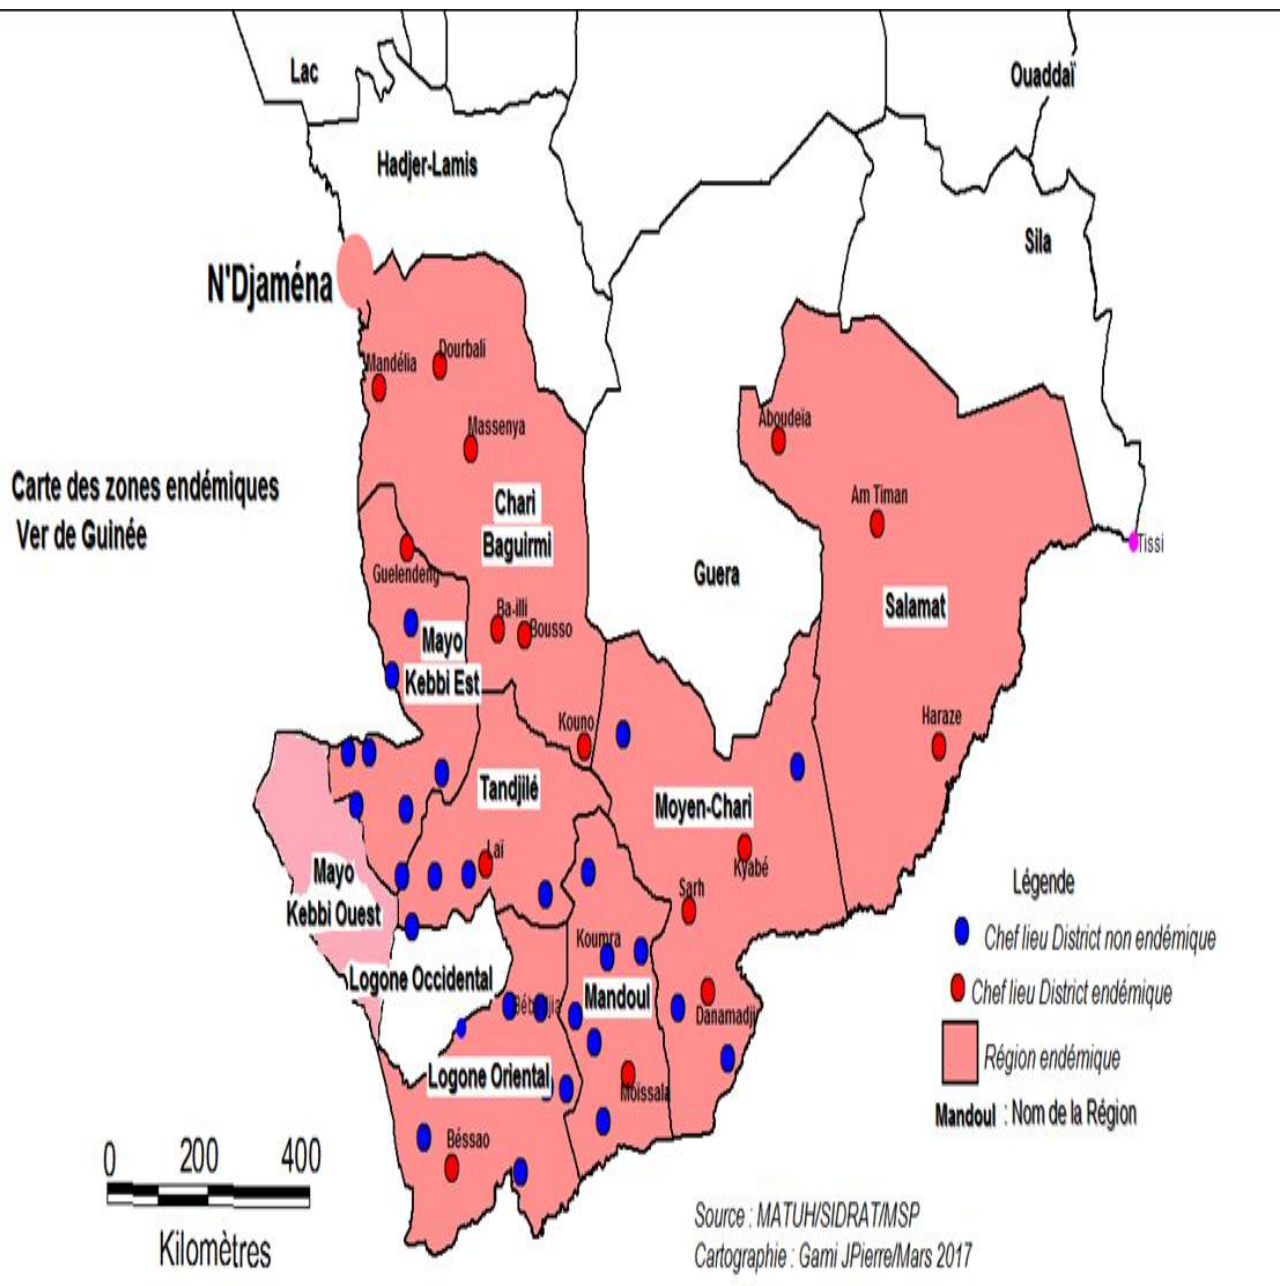 Lac
Ouaddaï
Hadjer-Lamis
Sila
N'Djaména
Dourbali
Mandélia
Massenya
Aboudeïa
Carte des zones endémiques
Ver de Guinée
Chari
Baguirmi
Am Timan
Tissi
Guelendeng
Guera
Salamat
Ba-illi
Bousso
Mayo
Kebbi Est
Kouno
Haraze
Tandjilé
Moyen-Chari
Laï
Kyabé
Mayo
Kebbi Ouest
Sarh
Légende
Chef lieu District non endémique
Koumra
Logone Occidental
Mandoul
Chef lieu District endémique
Danamadji
Région endémique
Logone Oriental
Moïssala
Mandoul : Nom de la Région
Béssao
0 200 400
Kilomètres
Source : MATUH/SIDRAT/MSP
Cartographie : Gami JPierre/Mars 2017